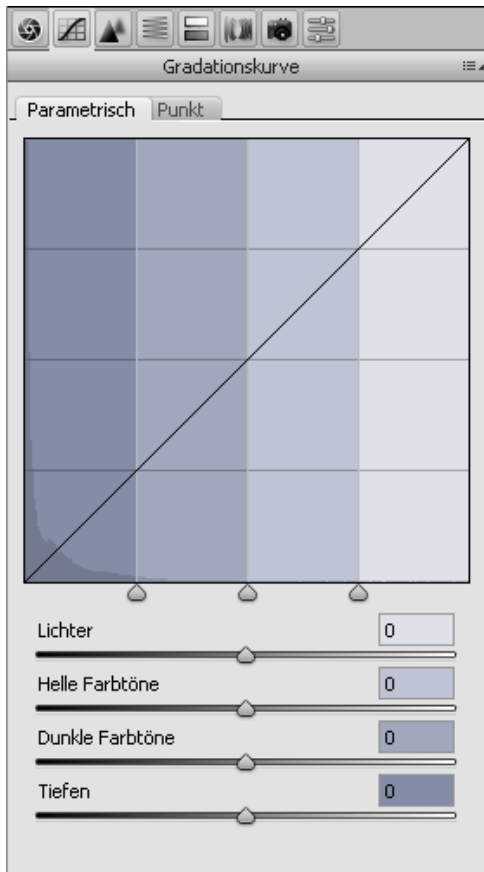 Gradationskurve
Parametrisch Punkt
Lichter 0
Helle Farbtöne 0
Dunkle Farbtöne 0
Tiefen 0